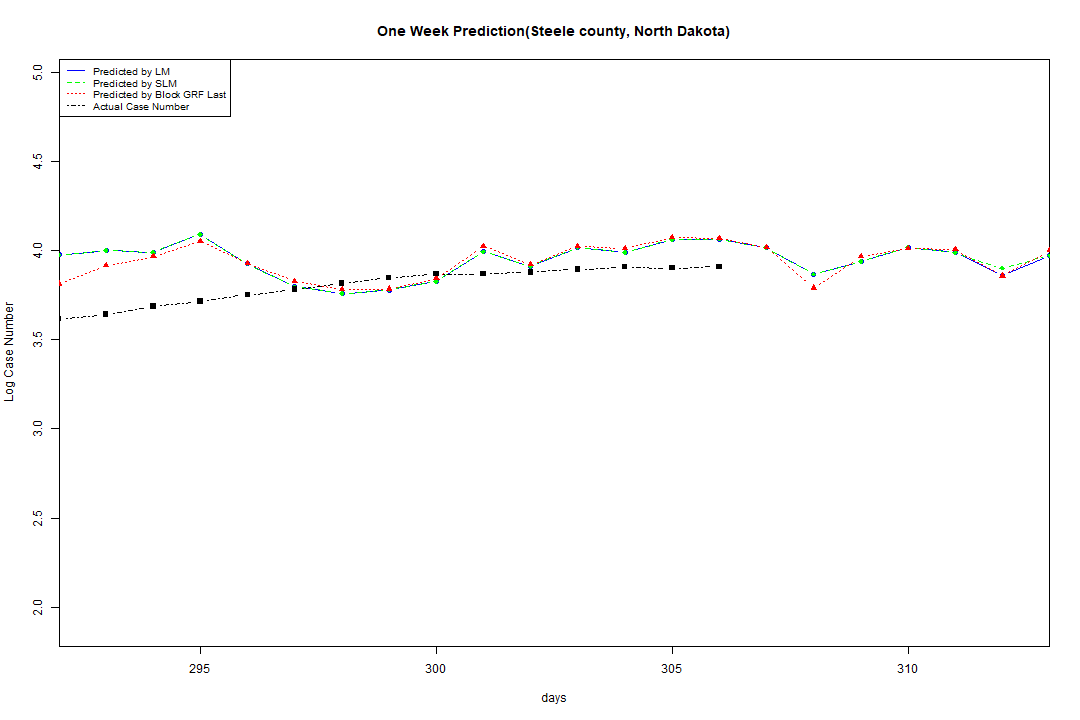 One Week Prediction(Steele county, North Dakota)
Predicted by LM
Predicted by SLM
Predicted by Block GRF Last
Actual Case Number
5.0
4.5
4.0
3.5
3.0
2.5
2.0
Log Case Number
295
300
305
310
days